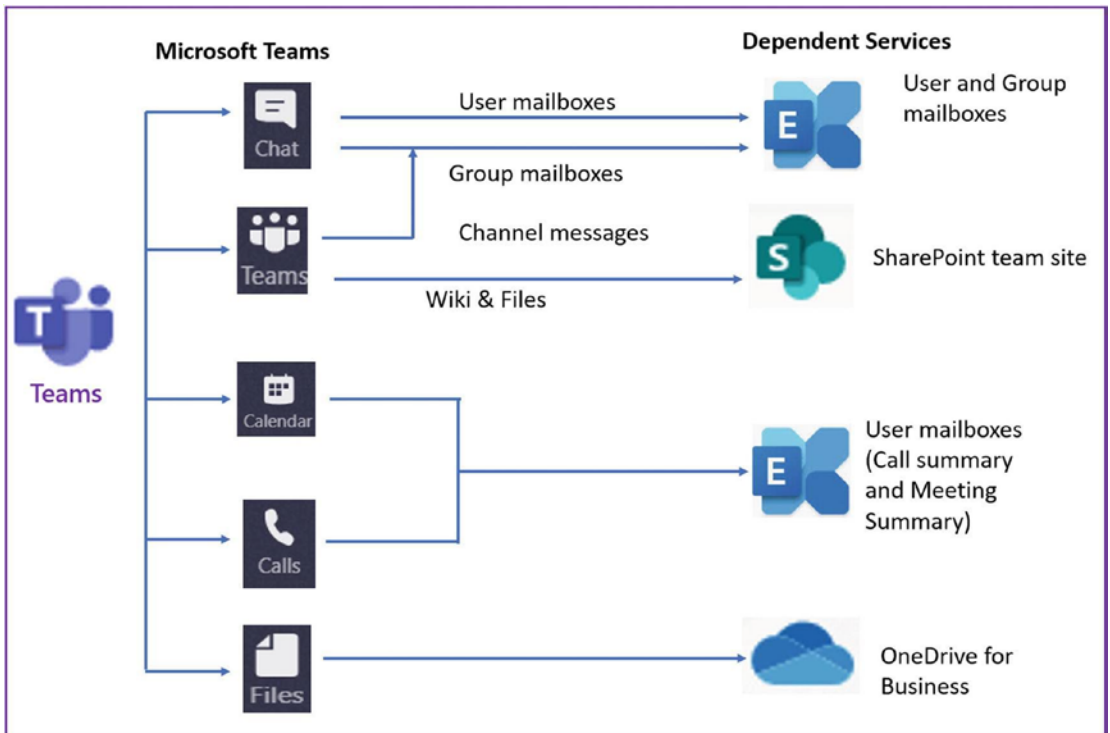 Microsoft Teams
Dependent Services
Chat
User mailboxes
E
User and Group
mailboxes
Group mailboxes
Teams
Channel messages
S
SharePoint team site
Wiki & Files
T
Teams
Calendar
E
User mailboxes
(Call summary
and Meeting
Summary)
Calls
Files
OneDrive for
Business